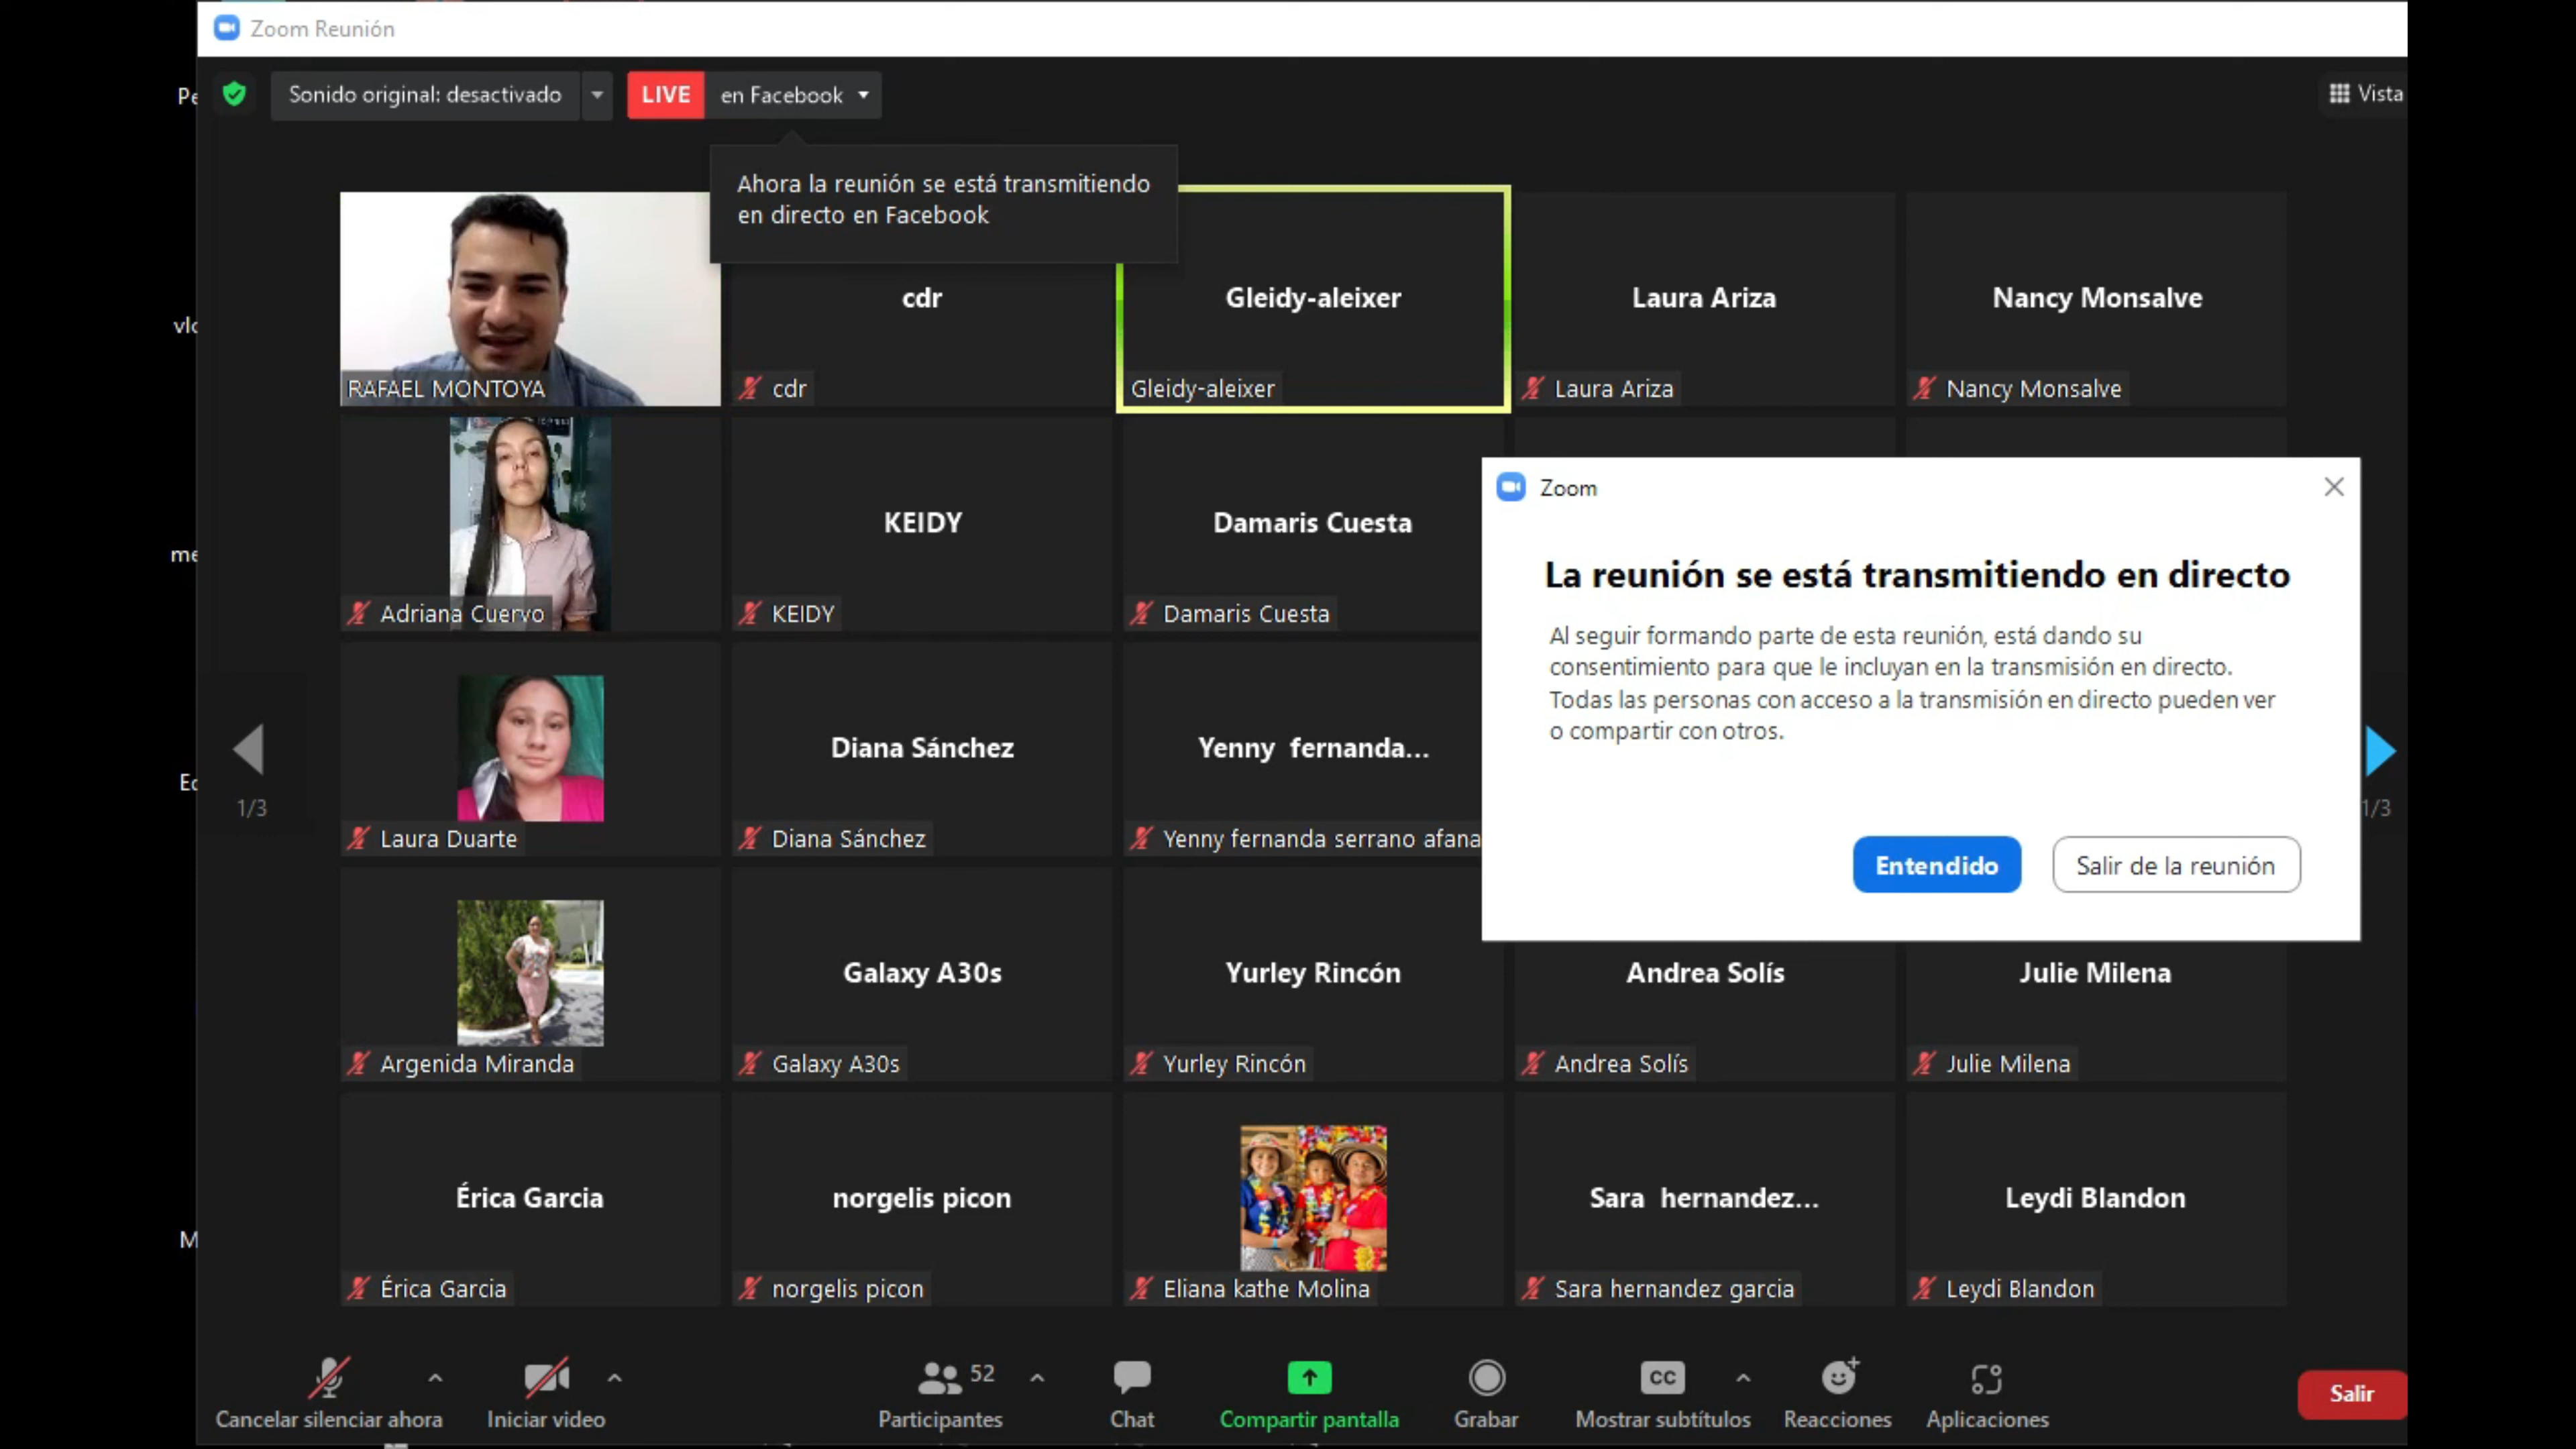 Zoom Reunión
Sonido original: desactivado
LIVE en Facebook
Vista
Ahora la reunión se está transmitiendo
en directo en Facebook
RAFAEL MONTOYA
cdr
cdr
Gleidy-aleixer
Gleidy-aleixer
Laura Ariza
Laura Ariza
Nancy Monsalve
Nancy Monsalve
Adriana Cuervo
KEIDY
KEIDY
Damaris Cuesta
Damaris Cuesta
Zoom
La reunión se está transmitiendo en directo
Al seguir formando parte de esta reunión, está dando su
consentimiento para que le incluyan en la transmisión en directo.
Todas las personas con acceso a la transmisión en directo pueden ver
o compartir con otros.
Entendido
Salir de la reunión
1/3
1/3
Laura Duarte
Diana Sánchez
Diana Sánchez
Yenny fernanda...
Yenny fernanda serrano afana
Argenida Miranda
Galaxy A30s
Galaxy A30s
Yurley Rincón
Yurley Rincón
Andrea Solís
Andrea Solís
Julie Milena
Julie Milena
Érica Garcia
Érica Garcia
norgelis picon
norgelis picon
Eliana kathe Molina
Sara hernandez...
Sara hernandez garcia
Leydi Blandon
Leydi Blandon
Cancelar silenciar ahora
Iniciar video
52
Participantes
Chat
Compartir pantalla
Grabar
CC
Mostrar subtítulos
Reacciones
Aplicaciones
Salir